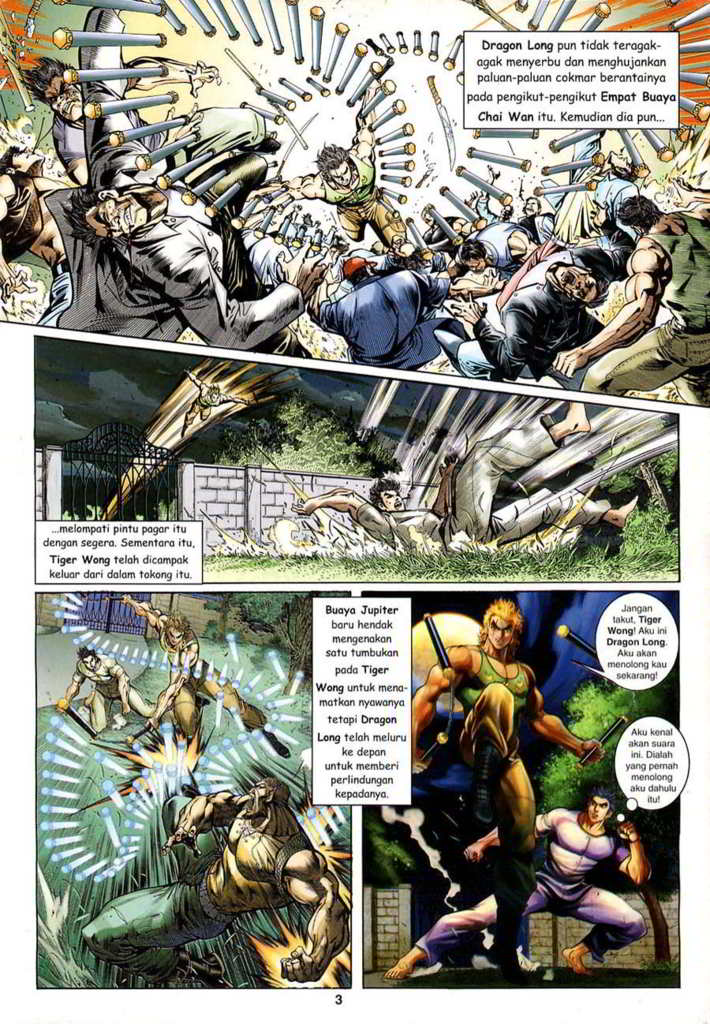 Dragon Long pun tidak teragak-
agak menyerbu dan menghujankan
paluan-paluan cokmar berantainya
pada pengikut-pengikut Empat Buaya
Chai Wan itu. Kemudian dia pun...
...melompati pintu pagar itu
dengan segera. Sementara itu,
Tiger Wong telah dicampak
keluar dari dalam tokong itu.
Buaya Jupiter
baru hendak
mengenakan
satu tumbukan
pada Tiger
Wong untuk mena-
matkan nyawanya
tetapi Dragon
Long telah meluru
ke depan
untuk memberi
perlindungan
kepadanya.
Jangan
takut, Tiger
Wong! Aku ini
Dragon Long.
Aku akan
menolong kau
sekarang!
Aku kenal
akan suara
ini. Dialah
yang pernah
menolong
aku dahulu
itu!
3